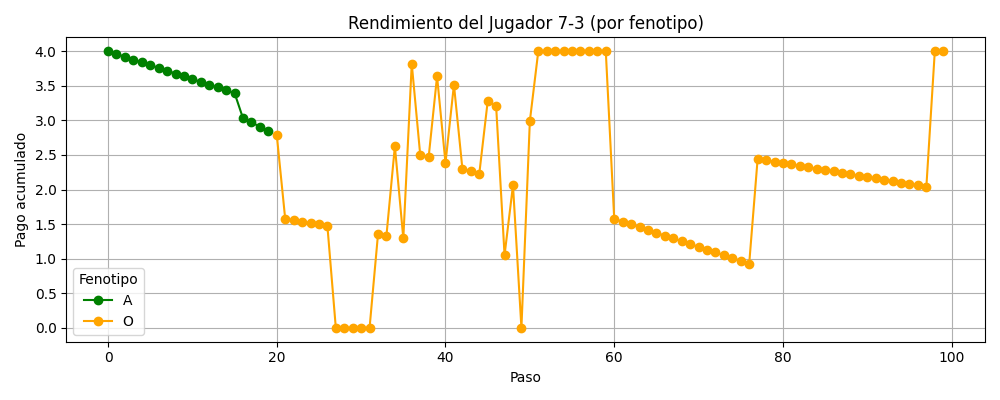 Rendimiento del Jugador 7-3 (por fenotipo)
Pago acumulado
4.0
3.5
3.0
2.5
2.0
1.5
1.0
0.5
0.0
Fenotipo
A
O
0 20 40 60 80 100
Paso